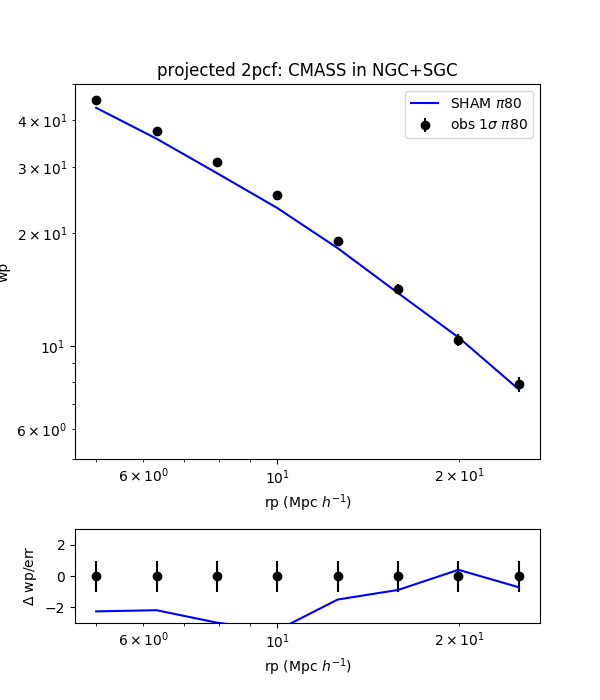 projected 2pcf: CMASS in NGC+SGC
SHAM π80
obs 1σ π80
4 × 10¹
3 × 10¹
2 × 10¹
10¹
6 × 10⁰
wp
6 × 10⁰
10¹
2 × 10¹
rp (Mpc h⁻¹)
2
0
−2
Δ wp/err
6 × 10⁰
10¹
2 × 10¹
rp (Mpc h⁻¹)